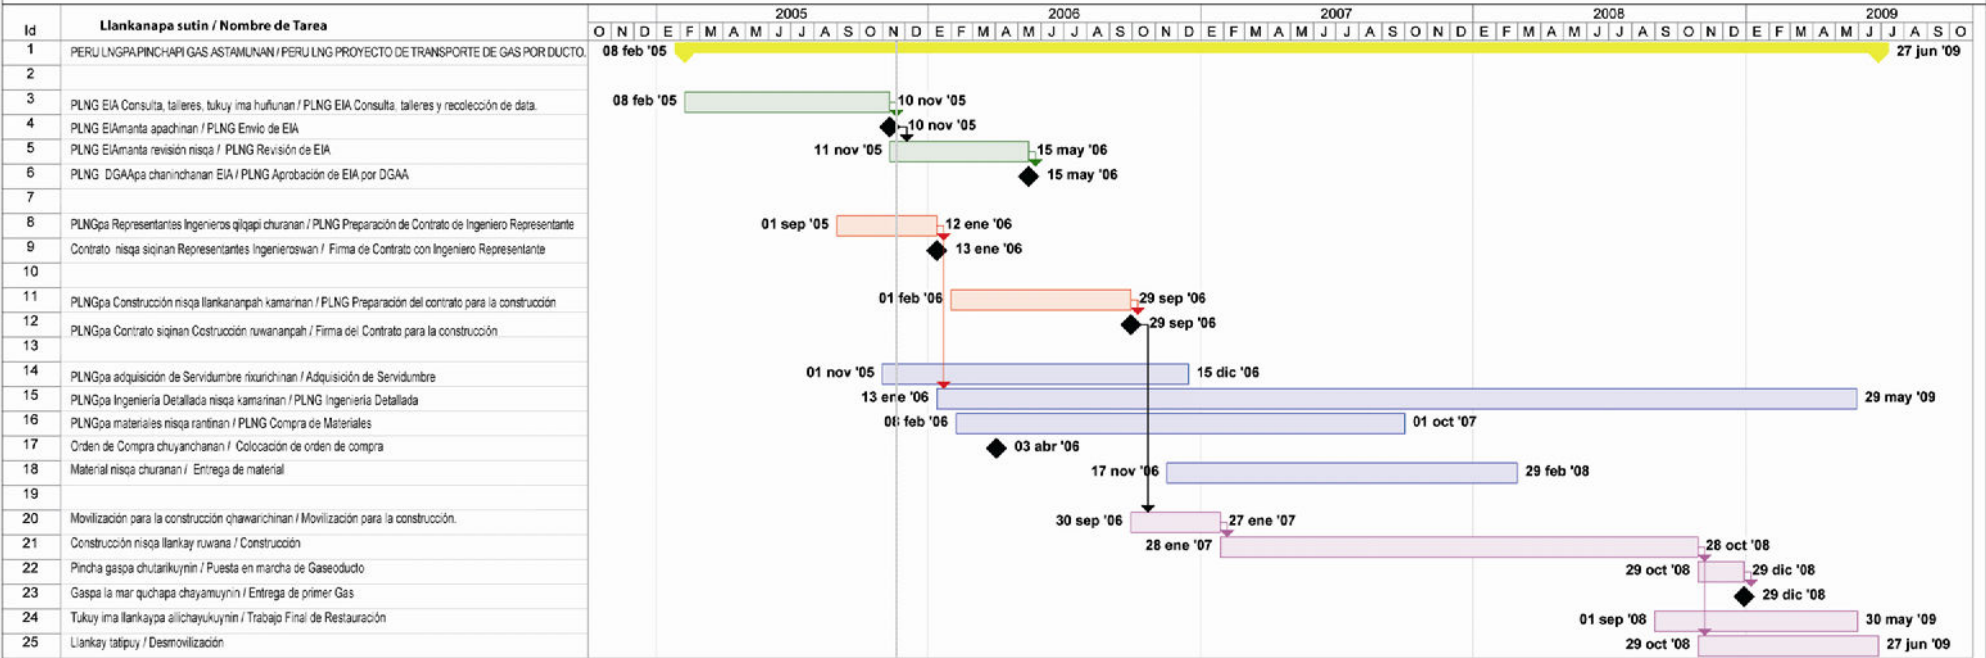 2005 2006 2007 2008 2009
Id Llankanapa sutin / Nombre de Tarea O N D E F M A M J J A S O N D E F M A M J J A S O N D E F M A M J J A S O N D E F M A M J J A S O N D E F M A M J J A S O
1 PERU LNGPA PINCHAPI GAS ASTAMUNAN / PERU LNG PROYECTO DE TRANSPORTE DE GAS POR DUCTO. 08 feb '05 27 jun '09
2
3 PLNG EIA Consulta, talleres, tukuy ima huñunan / PLNG EIA Consulta, talleres y recolección de data. 08 feb '05 10 nov '05
4 PLNG EIAmanta apachinan / PLNG Envio de EIA 10 nov '05
5 PLNG EIAmanta revisión nisqa / PLNG Revisión de EIA 11 nov '05 15 may '06
6 PLNG DGAApa chaninchanan EIA / PLNG Aprobación de EIA por DGAA 15 may '06
7
8 PLNGpa Representantes Ingenieros qilqapi churanan / PLNG Preparación de Contrato de Ingeniero Representante 01 sep '05 12 ene '06
9 Contrato nisqa siqinan Representantes Ingenieroswan / Firma de Contrato con Ingeniero Representante 13 ene '06
10
11 PLNGpa Construcción nisqa llankananpah kamarinan / PLNG Preparación del contrato para la construcción 01 feb '06 29 sep '06
12 PLNGpa Contrato siqinan Costrucción ruwananpah / Firma del Contrato para la construcción 29 sep '06
13
14 PLNGpa adquisición de Servidumbre rixurichinan / Adquisición de Servidumbre 01 nov '05 15 dic '06
15 PLNGpa Ingeniería Detallada nisqa kamarinan / PLNG Ingeniería Detallada 13 ene '06 29 may '09
16 PLNGpa materiales nisqa rantinan / PLNG Compra de Materiales 08 feb '06 01 oct '07
17 Orden de Compra chuyanchanan / Colocación de orden de compra 03 abr '06
18 Material nisqa churanan / Entrega de material 17 nov '06 29 feb '08
19
20 Movilización para la construcción qhawarichinan / Movilización para la construcción. 30 sep '06 27 ene '07
21 Construcción nisqa llankay ruwana / Construcción 28 ene '07 28 oct '08
22 Pincha gaspa chutarikuynin / Puesta en marcha de Gaseoducto 29 oct '08 29 dic '08
23 Gaspa la mar quchapa chayamuynin / Entrega de primer Gas 29 dic '08
24 Tukuy ima llankaypa allichayukuynin / Trabajo Final de Restauración 01 sep '08 30 may '09
25 Llankay tatipuy / Desmovilización 29 oct '08 27 jun '09